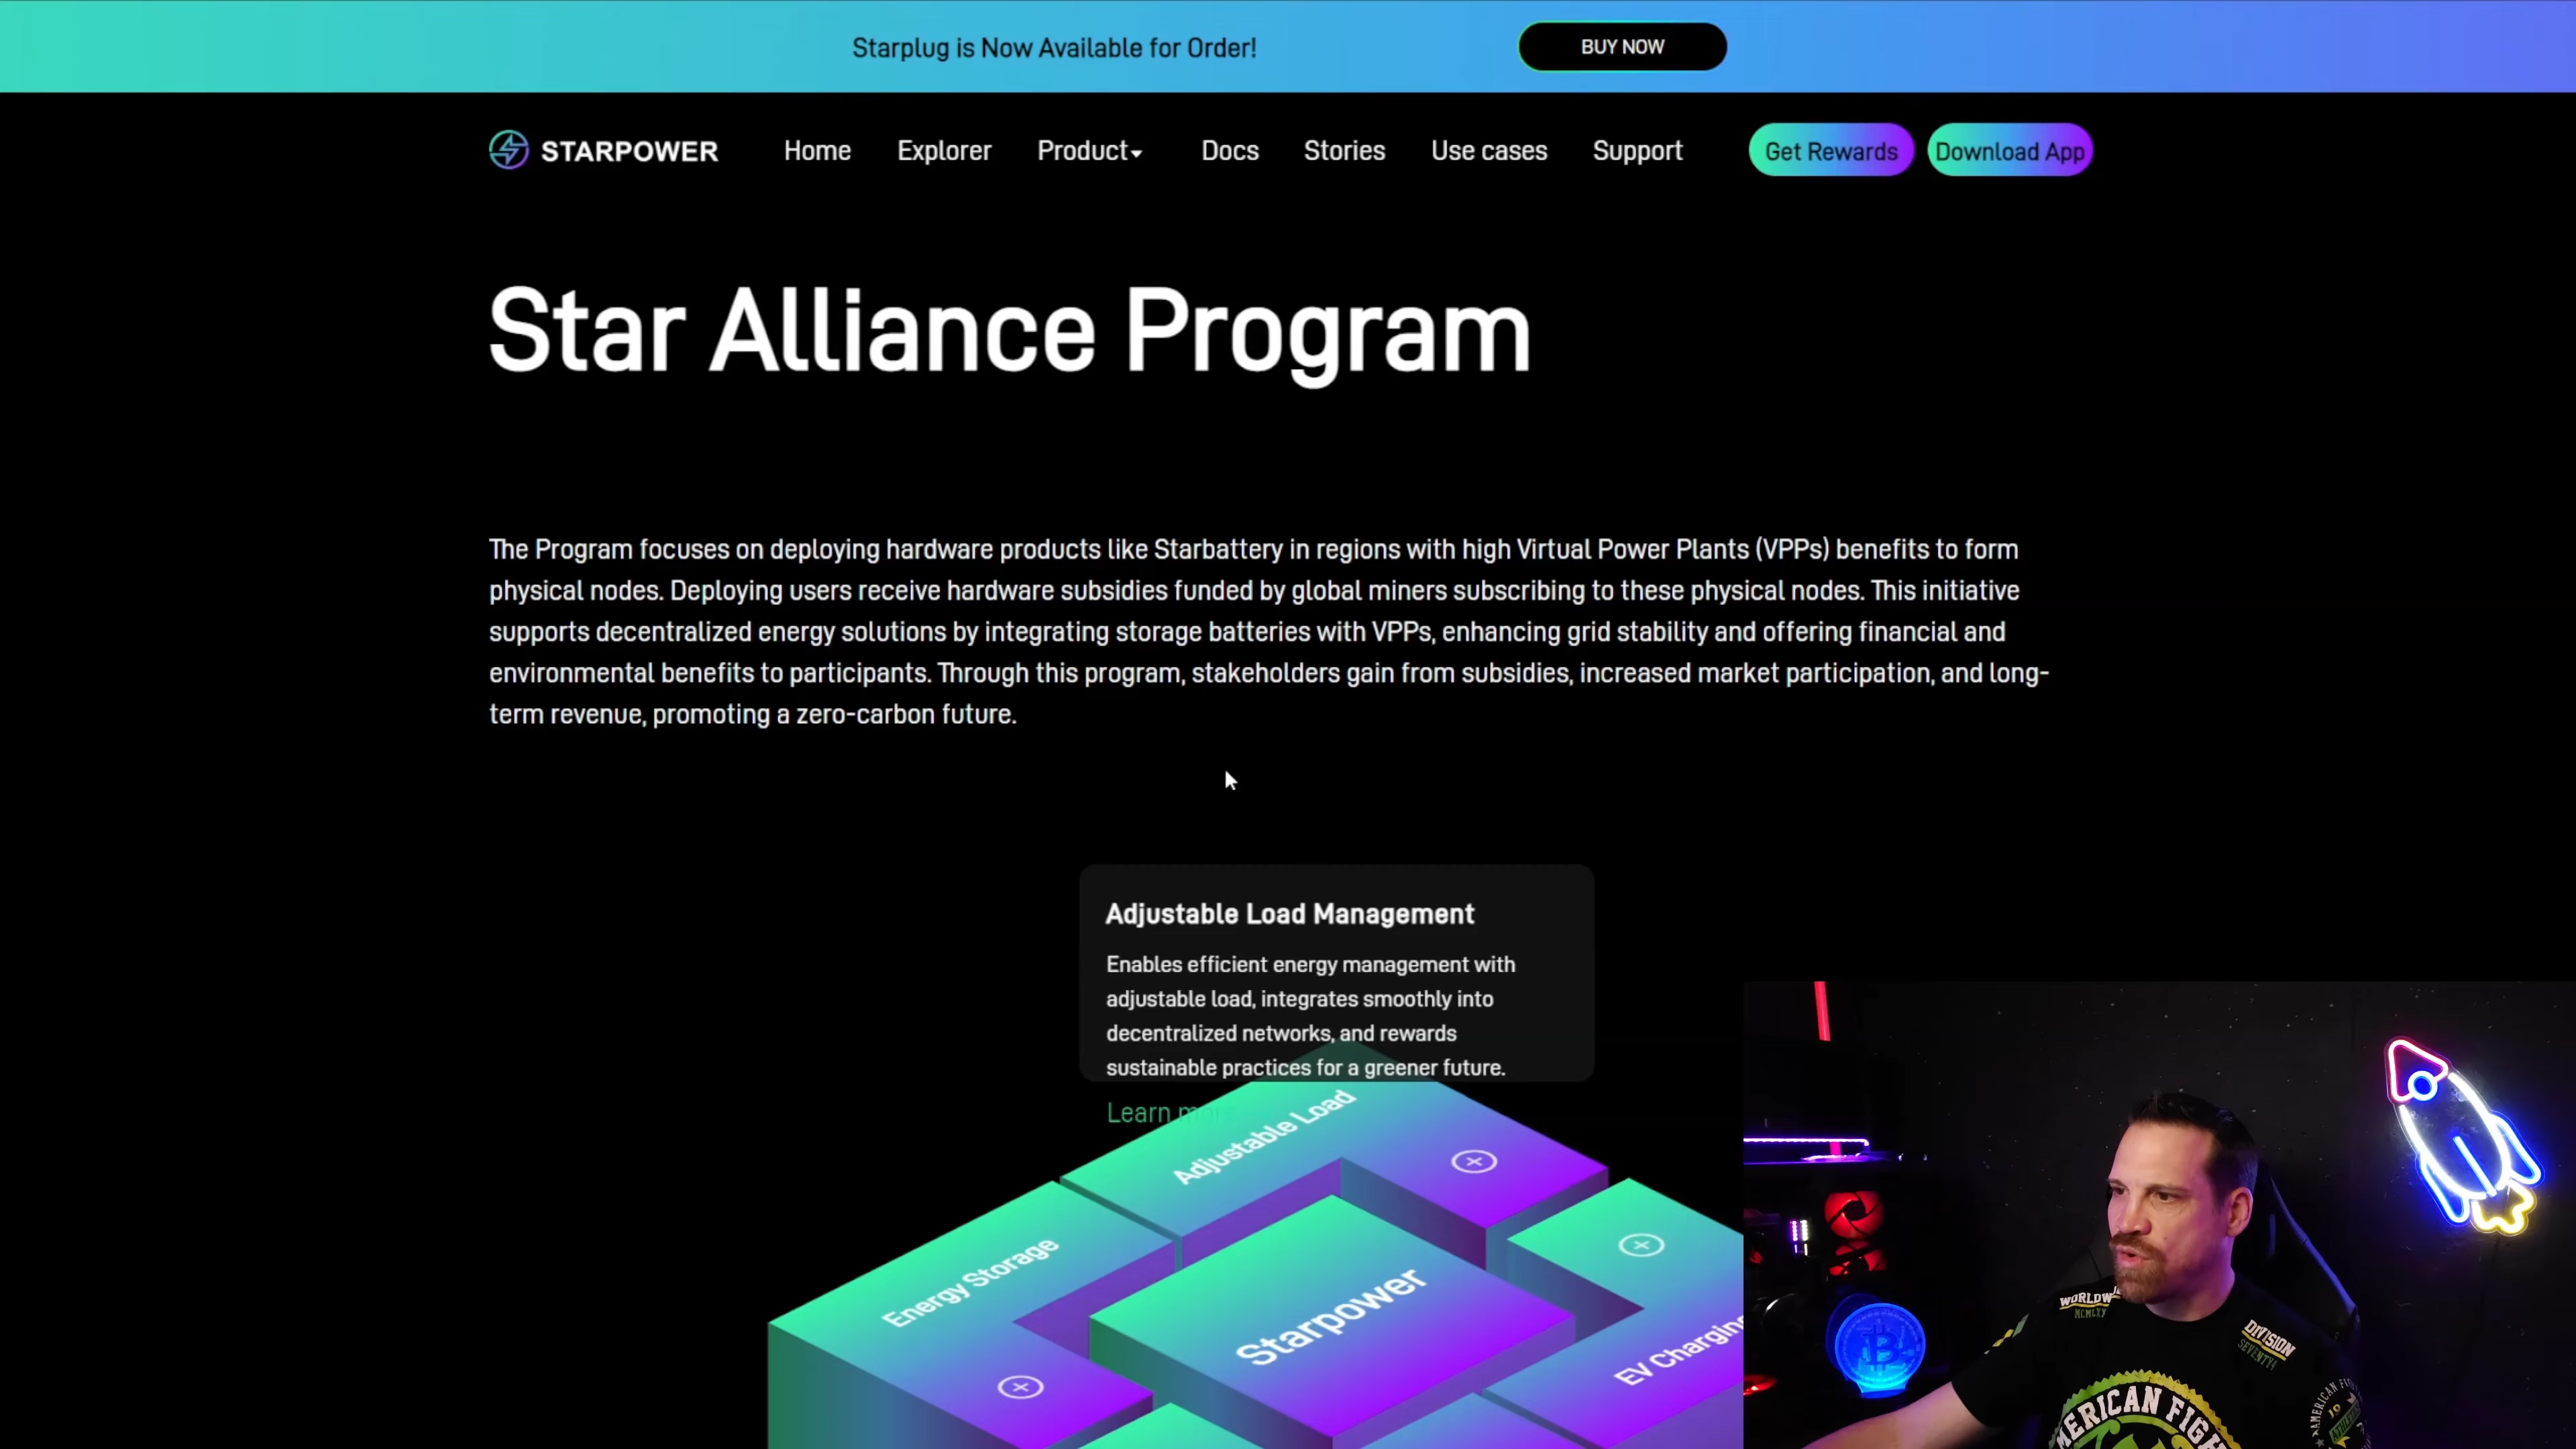 Starplug is Now Available for Order!
BUY NOW
STARPOWER
Home
Explorer
Product
Docs
Stories
Use cases
Support
Get Rewards
Download App
Star Alliance Program
The Program focuses on deploying hardware products like Starbattery in regions with high Virtual Power Plants (VPPs) benefits to form
physical nodes. Deploying users receive hardware subsidies funded by global miners subscribing to these physical nodes. This initiative
supports decentralized energy solutions by integrating storage batteries with VPPs, enhancing grid stability and offering financial and
environmental benefits to participants. Through this program, stakeholders gain from subsidies, increased market participation, and long-
term revenue, promoting a zero-carbon future.
Adjustable Load Management
Enables efficient energy management with
adjustable load, integrates smoothly into
decentralized networks, and rewards
sustainable practices for a greener future.
Learn more
Adjustable Load
Energy Storage
Starpower
EV Charging
DIVISION
SEVENTY4